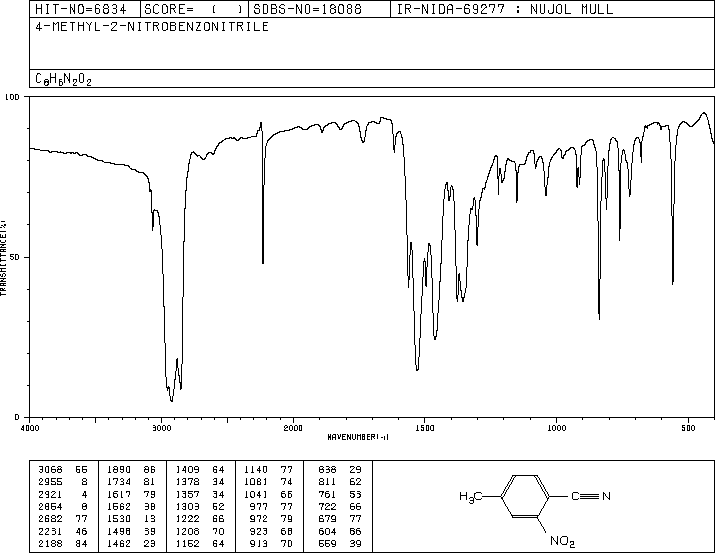 HIT-NO=6834 SCORE= ( ) SDBS-NO=18088 IR-NIDA-69277 : NUJOL MULL
4-METHYL-2-NITROBENZONITRILE
C8H6N2O2
100
50
0
TRANSMITTANCE(%)
4000 3000 2000 1500 1000 500
WAVENUMBER(-1)
3068 55 1890 86 1409 64 1140 77 838 29
2955 8 1734 81 1378 34 1081 74 811 62
2921 4 1617 79 1357 34 1041 66 761 53
2854 8 1562 38 1303 52 977 77 722 66
2682 77 1530 13 1222 66 972 79 679 77
2231 46 1498 39 1208 70 923 68 604 86
2188 84 1462 23 1152 64 913 70 559 39
H3C C N
NO2